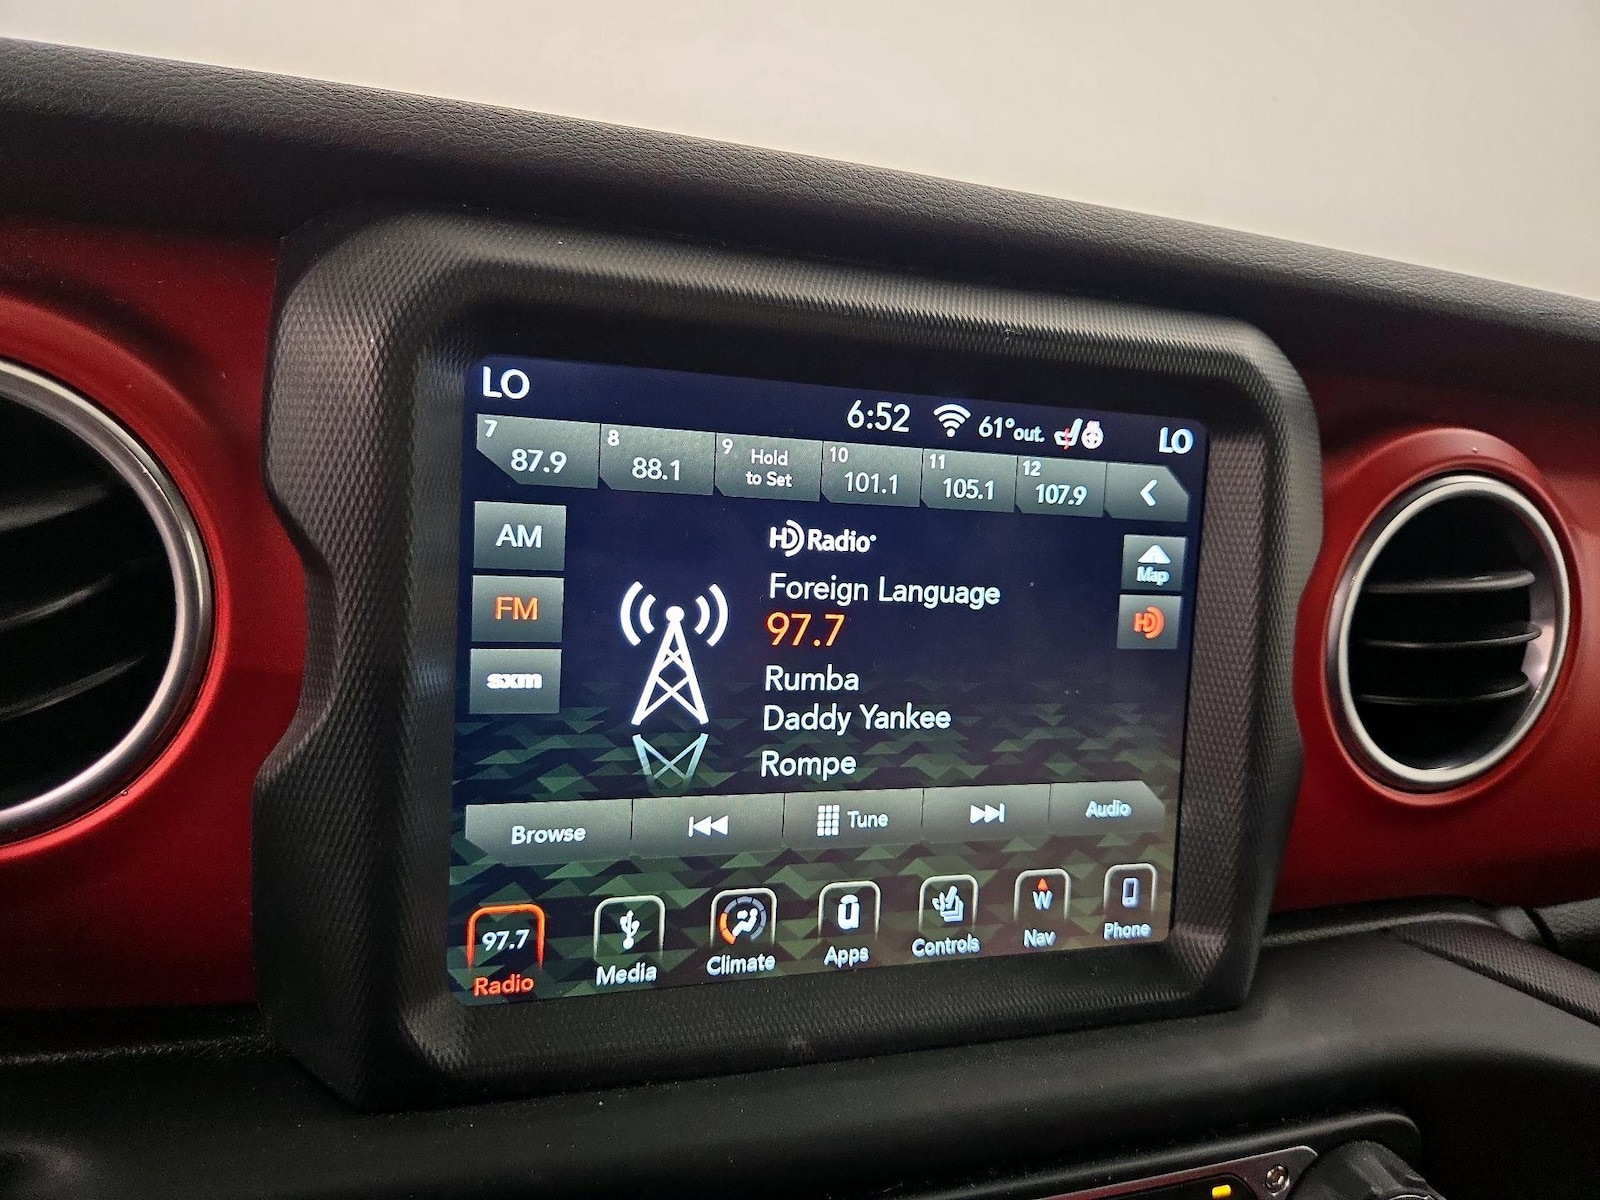 LO
6:52 61°out. LO
7 87.9
8 88.1
9 Hold to Set
10 101.1
11 105.1
12 107.9
AM
FM
sxm
HD Radio
Foreign Language
97.7
Rumba
Daddy Yankee
Rompe
Map
HD
Browse
Tune
Audio
97.7
Radio
Media
Climate
Apps
Controls
W
Nav
Phone